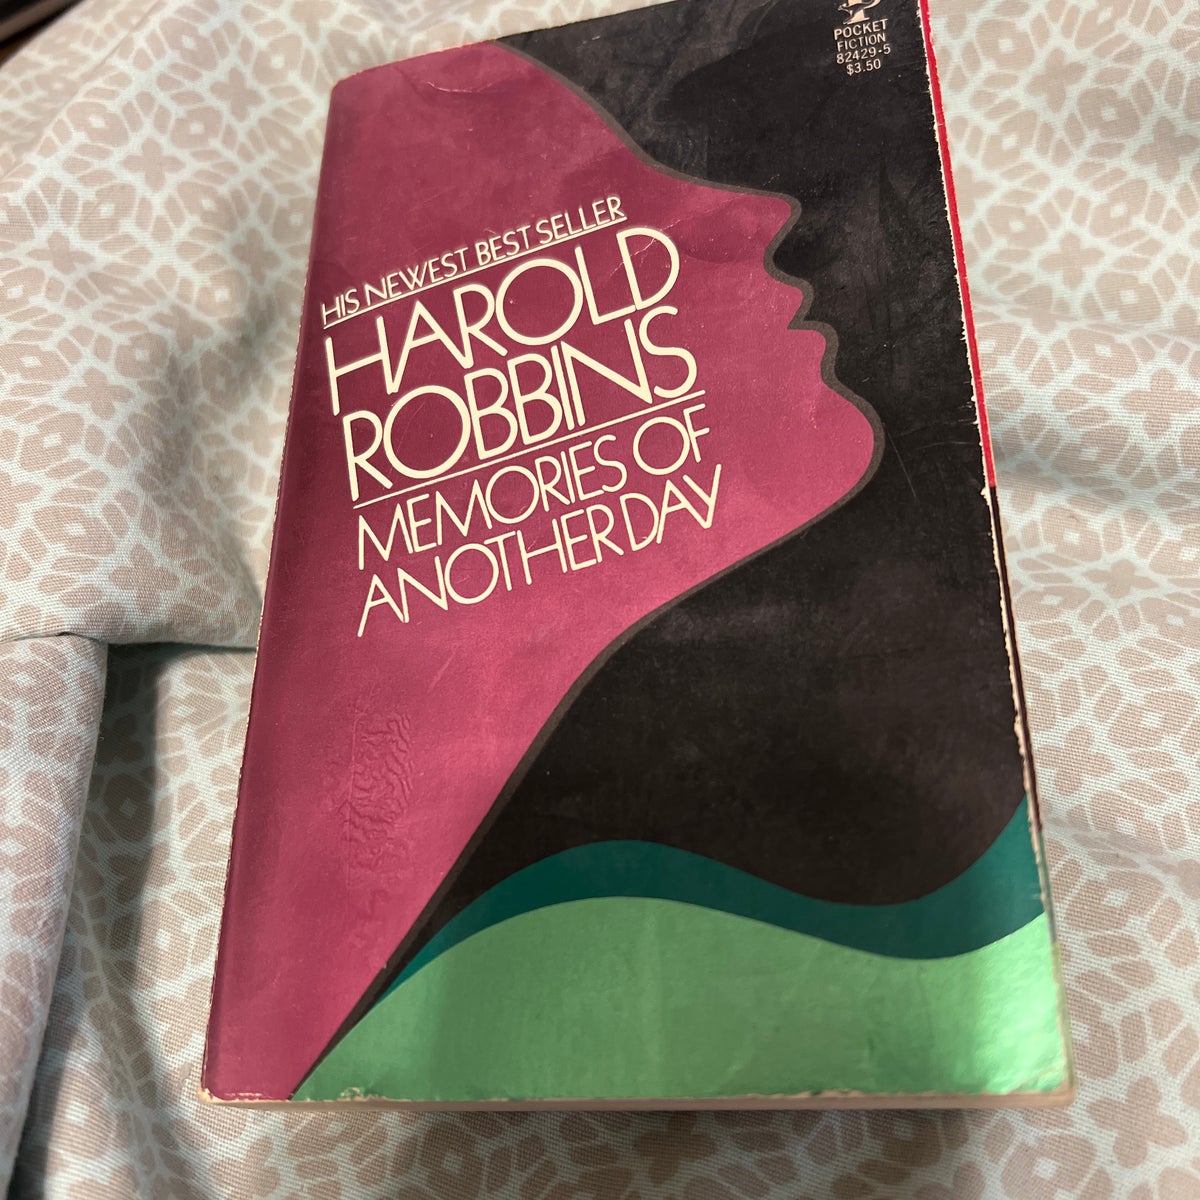 POCKET
FICTION
82429-5
$3.50
HIS NEWEST BEST SELLER
HAROLD
ROBBINS
MEMORIES OF
ANOTHER DAY